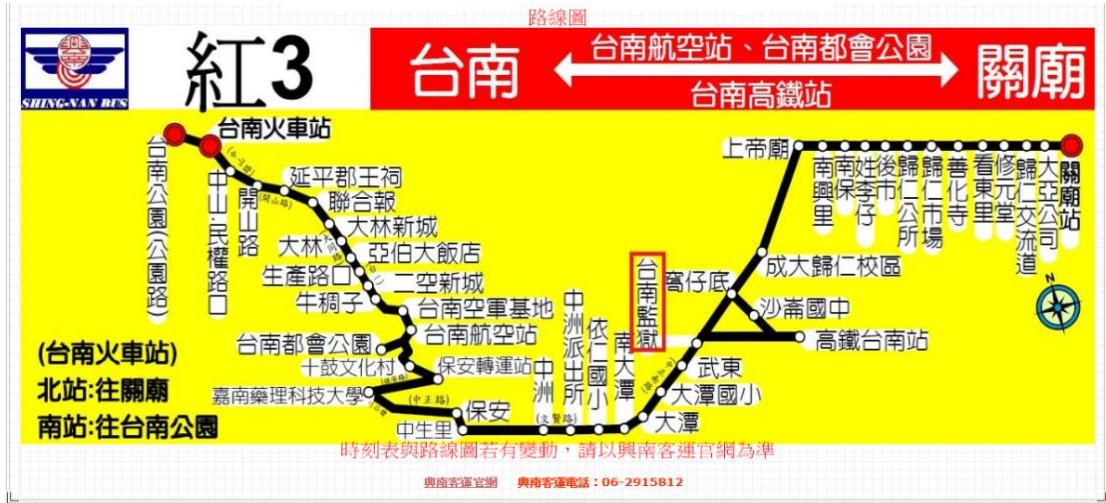 路線圖
SHING-NAN BUS
紅3
台南
台南航空站、台南都會公園
台南高鐵站
關廟
台南火車站
台南公園(公園路)
中山·民權路口
開山路
(開山路)
延平郡王祠
聯合報
大林新城
大林
亞伯大飯店
生產路口
二空新城
牛稠子
台南空軍基地
台南航空站
台南都會公園
十鼓文化村
保安轉運站
嘉南藥理科技大學
(中正路)
保安
中生里
中洲
(文賢路)
中洲派出所
依仁國小
南大潭
大潭
大潭國小
武東
台南監獄
窩仔底
高鐵台南站
沙崙國中
成大歸仁校區
上帝廟
南興里
南保
姓李仔
後市
歸仁公所
歸仁市場
善化寺
看東里
修元堂
歸仁交流道
大亞公司
關廟站
N
(台南火車站)
北站:往關廟
南站:往台南公園
時刻表與路線圖若有變動，請以興南客運官網為準
興南客運官網
興南客運電話：06-2915812